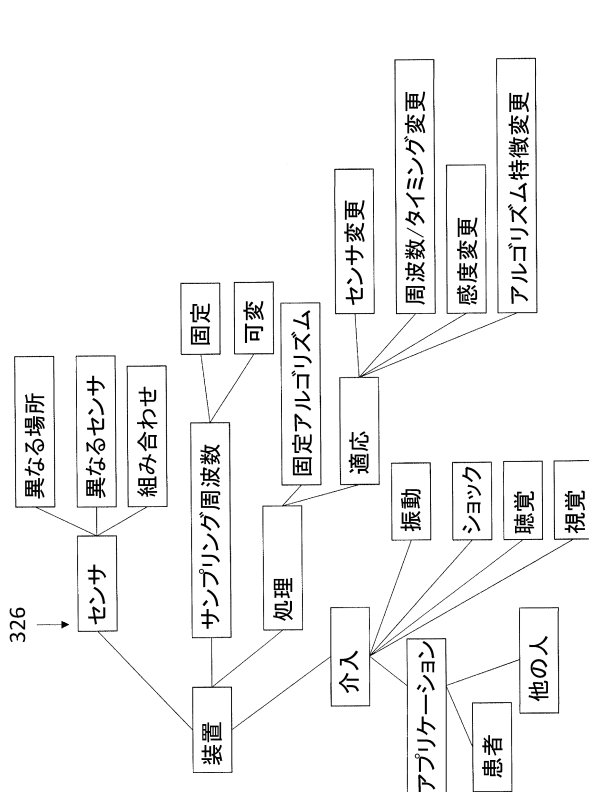 326
装置
センサ
異なる場所
異なるセンサ
組み合わせ
サンプリング周波数
固定
可変
処理
固定アルゴリズム
適応
センサ変更
周波数/タイミング変更
感度変更
アルゴリズム特徴変更
介入
振動
ショック
聴覚
視覚
アプリケーション
患者
他の人